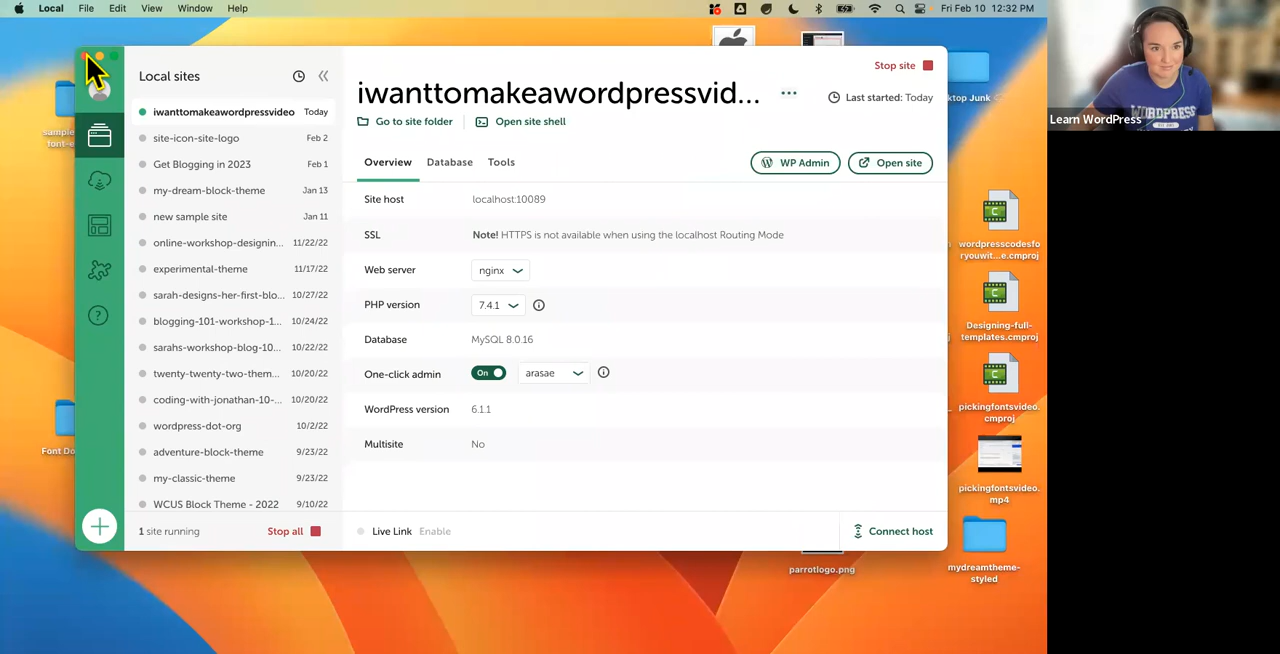 Local File Edit View Window Help Fri Feb 10 12:32 PM
Local sites
iwanttomakeawordpressvideo Today
site-icon-site-logo Feb 2
Get Blogging in 2023 Feb 1
my-dream-block-theme Jan 13
new sample site Jan 11
online-workshop-designin... 11/22/22
experimental-theme 11/17/22
sarah-designs-her-first-blo... 10/27/22
blogging-101-workshop-1... 10/24/22
sarahs-workshop-blog-10... 10/22/22
twenty-twenty-two-them... 10/20/22
coding-with-jonathan-10-... 10/20/22
wordpress-dot-org 10/2/22
adventure-block-theme 9/23/22
my-classic-theme 9/23/22
WCUS Block Theme - 2022 9/10/22
1 site running Stop all
Stop site
iwanttomakeawordpressvid... ...
Last started: Today
Go to site folder Open site shell
Overview Database Tools
WP Admin Open site
Site host localhost:10089
SSL Note! HTTPS is not available when using the localhost Routing Mode
Web server nginx
PHP version 7.4.1
Database MySQL 8.0.16
One-click admin On arasae
WordPress version 6.1.1
Multisite No
Live Link Enable
Connect host
ktop Junk
wordpresscodesfo
ryouwit...e.cmproj
Designing-full-
templates.cmproj
pickingfontsvideo.
cmproj
pickingfontsvideo.
mp4
mydreamtheme-
styled
parrotlogo.png
Font Do
Learn WordPress
WORDPRESS